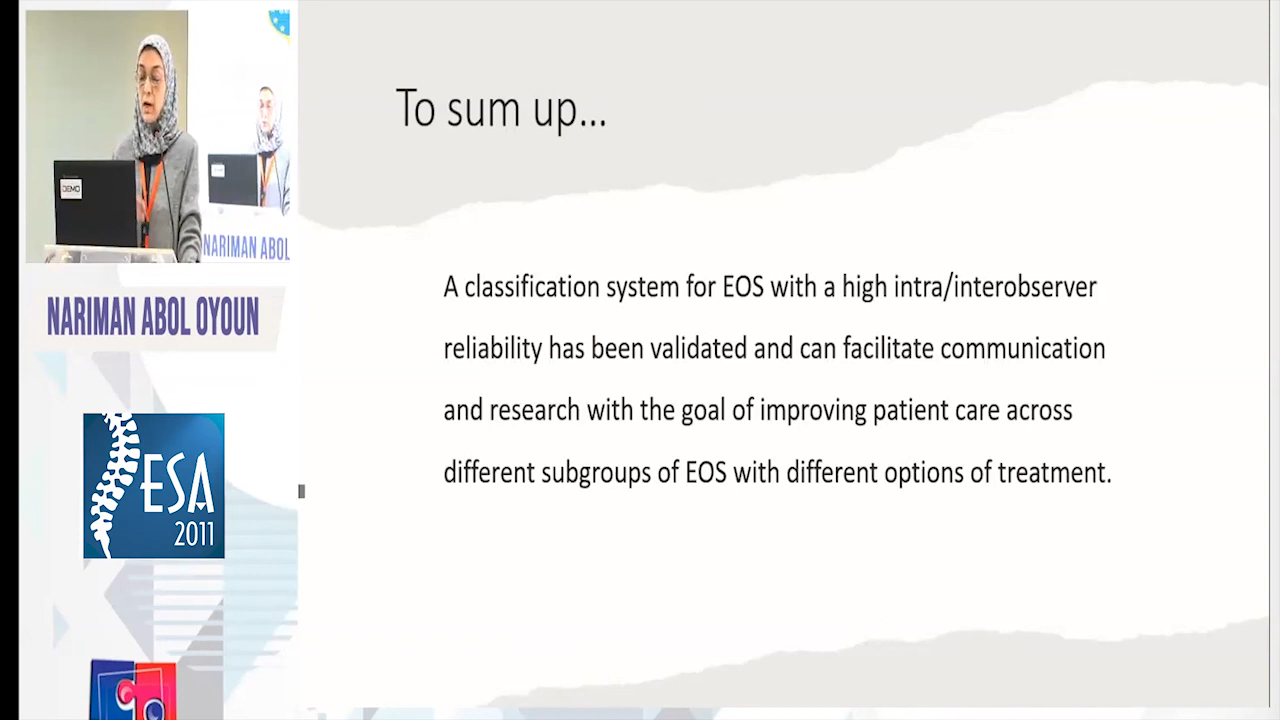 DEMO
NARIMAN ABOL
NARIMAN ABOL OYOUN
ESA
2011
To sum up...
A classification system for EOS with a high intra/interobserver
reliability has been validated and can facilitate communication
and research with the goal of improving patient care across
different subgroups of EOS with different options of treatment.